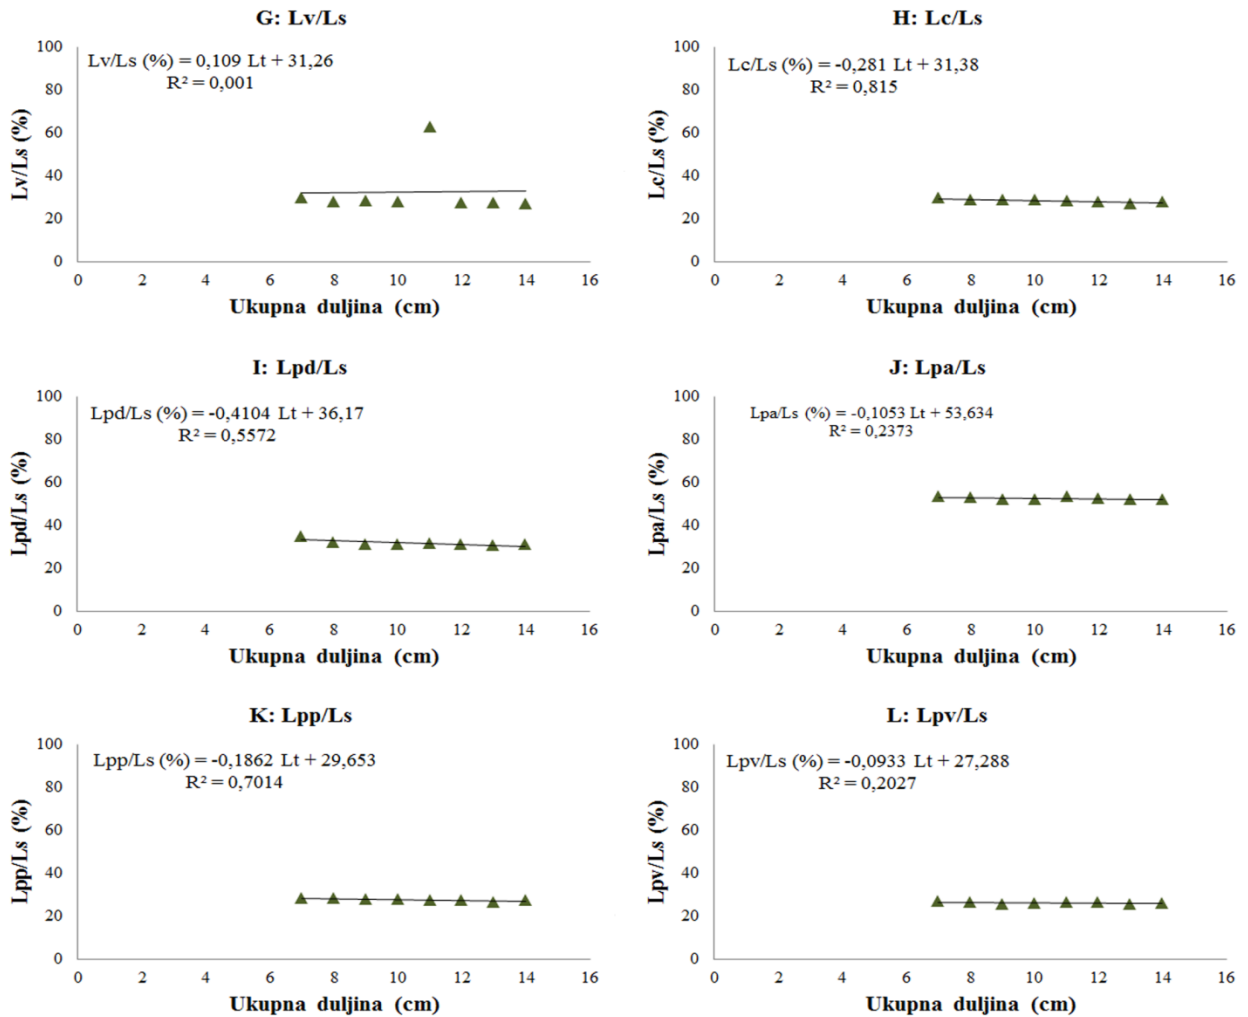 G: Lv/Ls
Lv/Ls (%) = 0,109 Lt + 31,26
R² = 0,001
100
80
60
40
20
0
Lv/Ls (%)
0 2 4 6 8 10 12 14 16
Ukupna duljina (cm)
H: Lc/Ls
Lc/Ls (%) = -0,281 Lt + 31,38
R² = 0,815
100
80
60
40
20
0
Lc/Ls (%)
0 2 4 6 8 10 12 14 16
Ukupna duljina (cm)
I: Lpd/Ls
Lpd/Ls (%) = -0,4104 Lt + 36,17
R² = 0,5572
100
80
60
40
20
0
Lpd/Ls (%)
0 2 4 6 8 10 12 14 16
Ukupna duljina (cm)
J: Lpa/Ls
Lpa/Ls (%) = -0,1053 Lt + 53,634
R² = 0,2373
100
80
60
40
20
0
Lpa/Ls (%)
0 2 4 6 8 10 12 14 16
Ukupna duljina (cm)
K: Lpp/Ls
Lpp/Ls (%) = -0,1862 Lt + 29,653
R² = 0,7014
100
80
60
40
20
0
Lpp/Ls (%)
0 2 4 6 8 10 12 14 16
Ukupna duljina (cm)
L: Lpv/Ls
Lpv/Ls (%) = -0,0933 Lt + 27,288
R² = 0,2027
100
80
60
40
20
0
Lpv/Ls (%)
0 2 4 6 8 10 12 14 16
Ukupna duljina (cm)